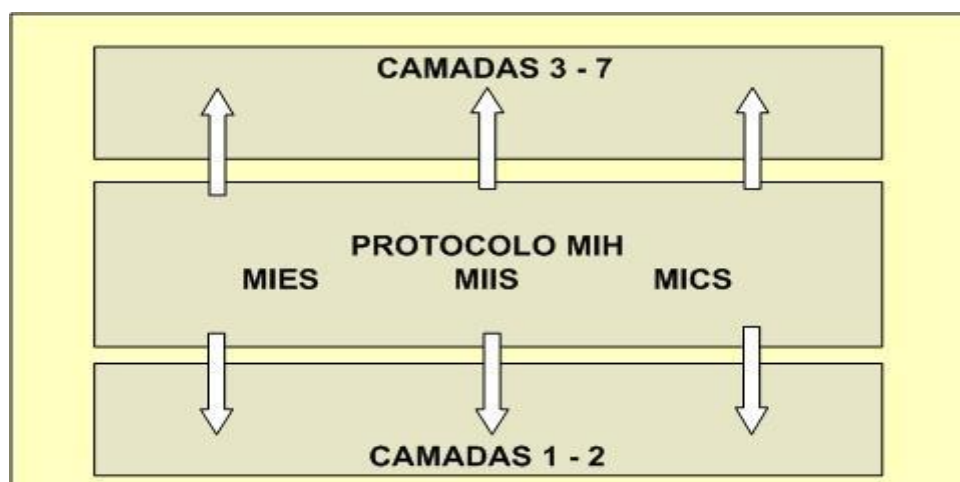 CAMADAS 3 - 7
PROTOCOLO MIH
MIES MIIS MICS
CAMADAS 1 - 2